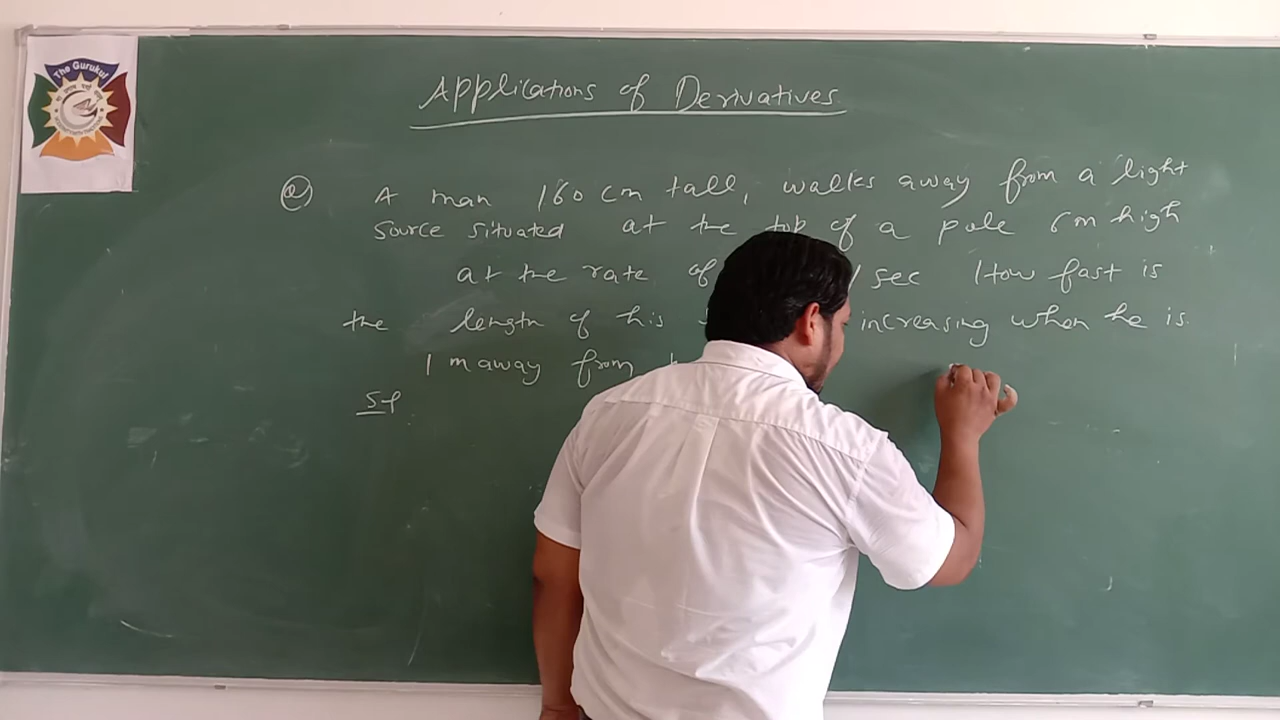 The Gurukul
Applications of Derivatives
Q A man 160 cm tall, walks away from a light
source situated at the top of a pole 6m high
at the rate of / sec How fast is
the length of his increasing when he is
1 m away from
Sol